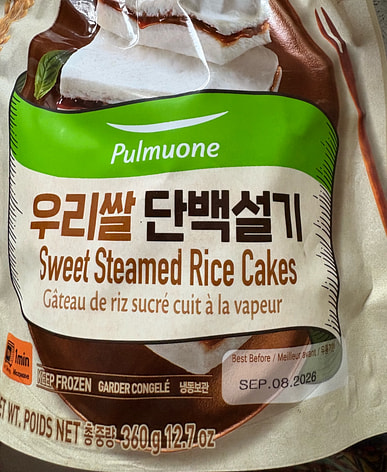 Pulmuone
우리쌀 단백설기
Sweet Steamed Rice Cakes
Gâteau de riz sucré cuit à la vapeur
1min
Best Before / Meilleur avant /
SEP.08.2026
KEEP FROZEN GARDER CONGELÉ 냉동보관
ET WT. POIDS NET 총중량 360g 12.7oz